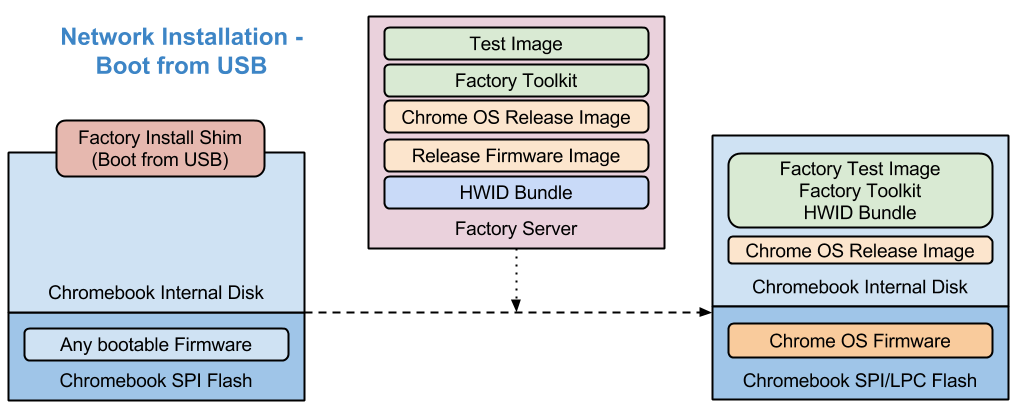 Network Installation -
Boot from USB
Factory Install Shim
(Boot from USB)
Chromebook Internal Disk
Any bootable Firmware
Chromebook SPI Flash
Test Image
Factory Toolkit
Chrome OS Release Image
Release Firmware Image
HWID Bundle
Factory Server
Factory Test Image
Factory Toolkit
HWID Bundle
Chrome OS Release Image
Chromebook Internal Disk
Chrome OS Firmware
Chromebook SPI/LPC Flash